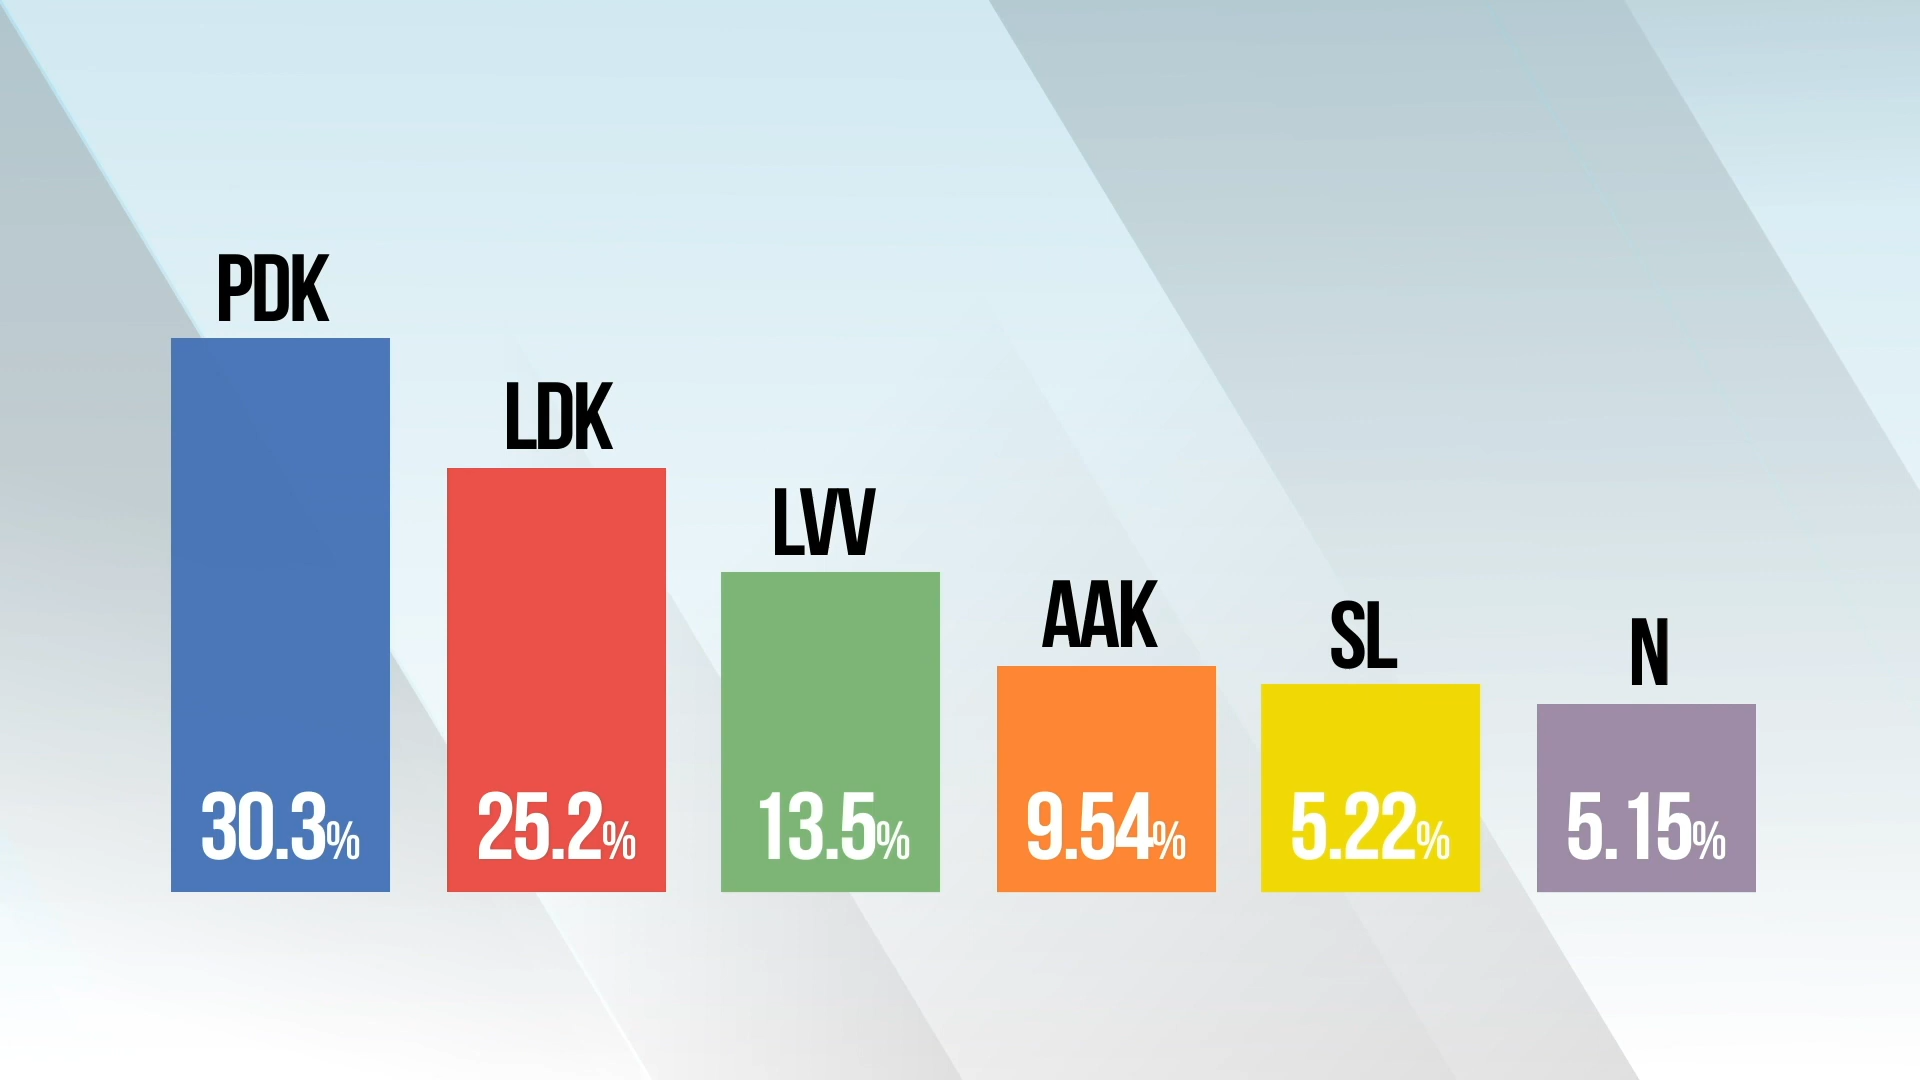 PDK
30.3%
LDK
25.2%
LVV
13.5%
AAK
9.54%
SL
5.22%
N
5.15%